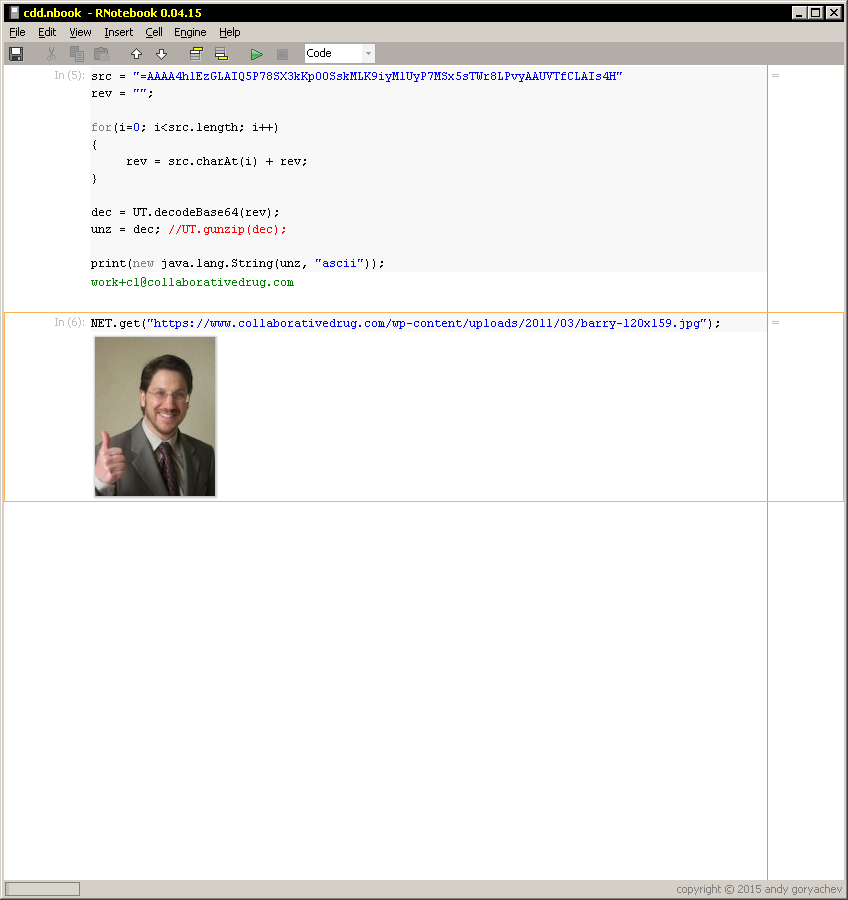 cdd.nbook - RNotebook 0.04.15
File Edit View Insert Cell Engine Help
Code
In (5): src = "=AAAA4hlEzGLAIQ5P78SX3kKpO0SskMLK9iyMlUyP7MSx5sTWr8LPvyAAUVTfCLAIs4H"
rev = "";
for(i=0; i<src.length; i++)
{
rev = src.charAt(i) + rev;
}
dec = UT.decodeBase64(rev);
unz = dec; //UT.gunzip(dec);
print(new java.lang.String(unz, "ascii"));
work+cl@collaborativedrug.com
In (6): NET.get("https://www.collaborativedrug.com/wp-content/uploads/2011/03/barry-120x159.jpg");
copyright © 2015 andy goryachev